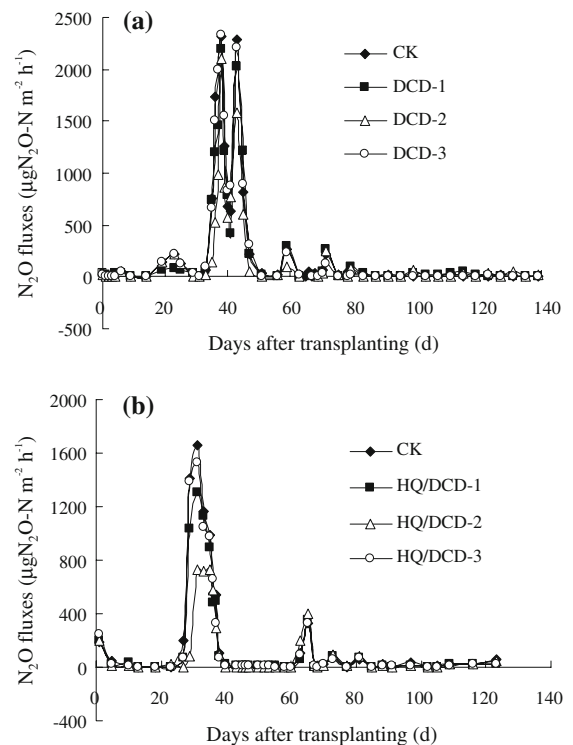 (a)
2500
2000
1500
1000
500
0
-500
N₂O fluxes (µgN₂O-N m⁻² h⁻¹)
CK
DCD-1
DCD-2
DCD-3
0 20 40 60 80 100 120 140
Days after transplanting (d)
(b)
2000
1600
1200
800
400
0
-400
N₂O fluxes (µgN₂O-N m⁻² h⁻¹)
CK
HQ/DCD-1
HQ/DCD-2
HQ/DCD-3
0 20 40 60 80 100 120 140
Days after transplanting (d)